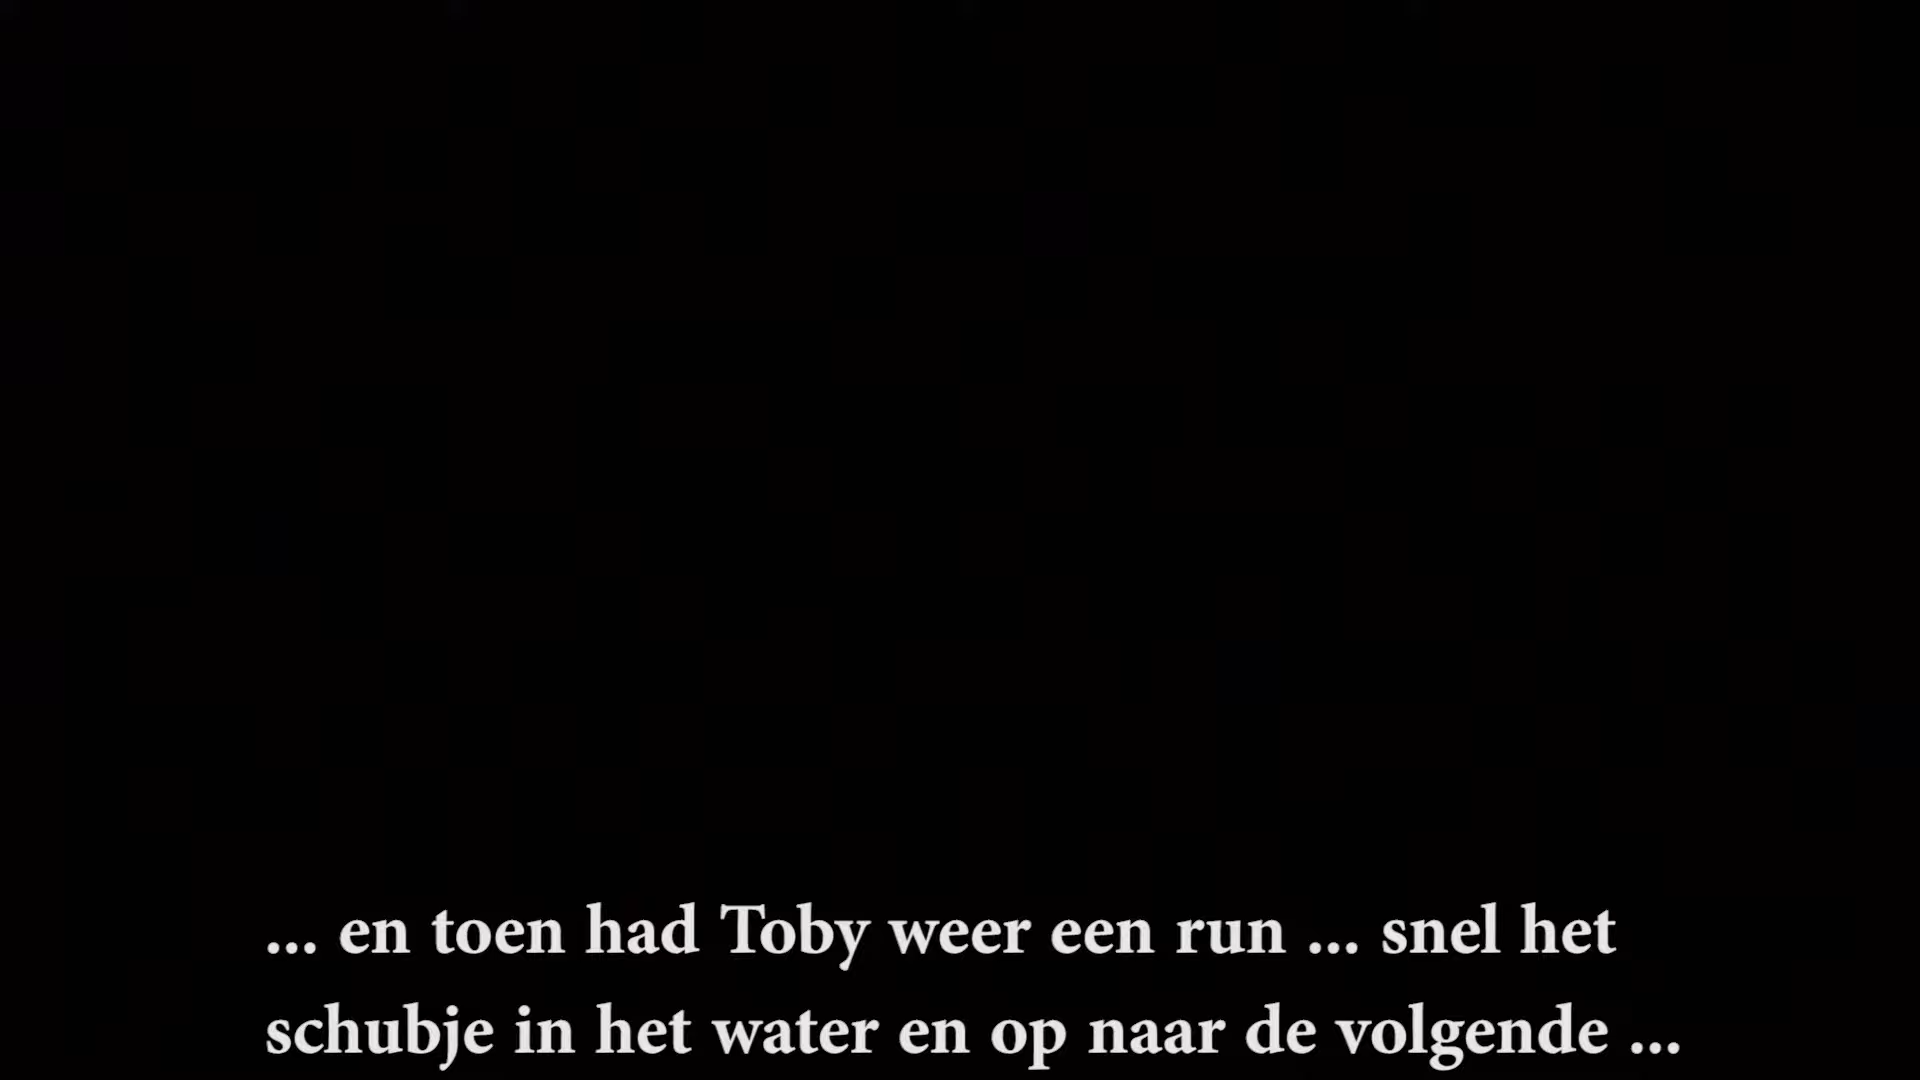 ... en toen had Toby weer een run ... snel het
schubje in het water en op naar de volgende ...